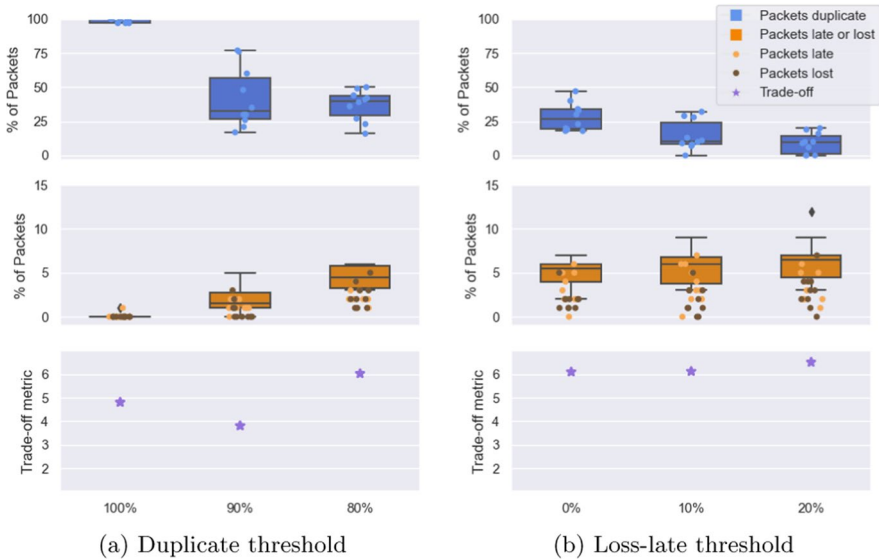 100
75
50
25
0
% of Packets
15
10
5
0
% of Packets
6
5
4
3
2
Trade-off metric
100%
90%
80%
(a) Duplicate threshold
100
75
50
25
0
% of Packets
Packets duplicate
Packets late or lost
Packets late
Packets lost
Trade-off
15
10
5
0
% of Packets
6
5
4
3
2
Trade-off metric
0%
10%
20%
(b) Loss-late threshold